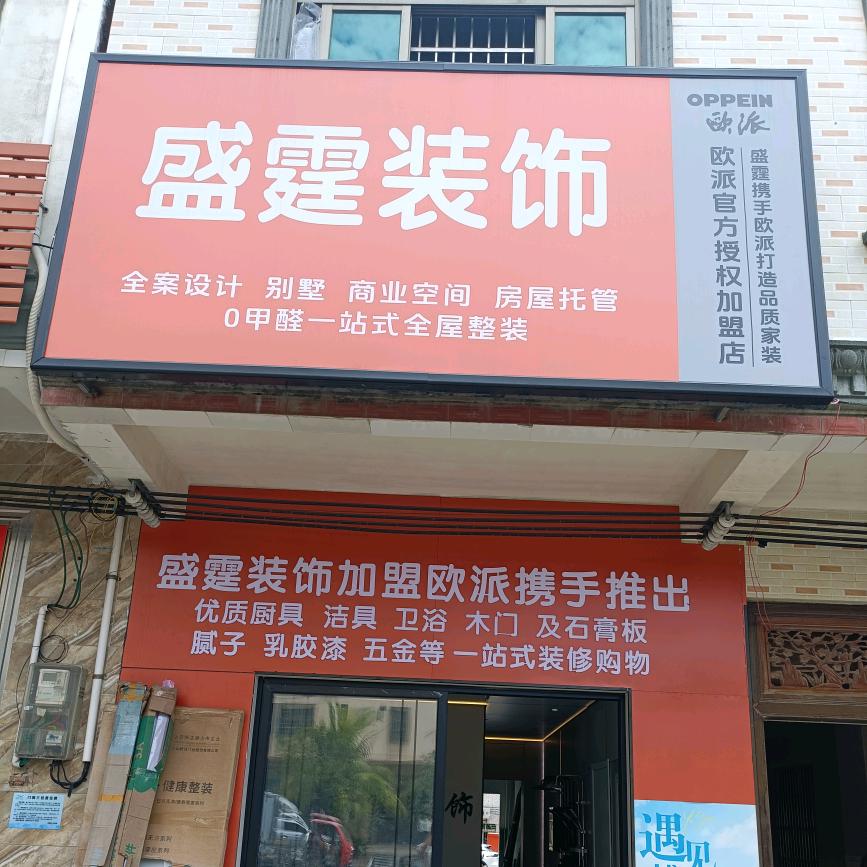 盛霆装饰
全案设计 别墅 商业空间 房屋托管
0甲醛一站式全屋整装
OPPEIN
欧派
欧派官方授权加盟店
盛霆携手欧派打造品质家装
盛霆装饰加盟欧派携手推出
优质厨具 洁具 卫浴 木门 及石膏板
腻子 乳胶漆 五金等一站式装修购物
健康整装
饰
遇见